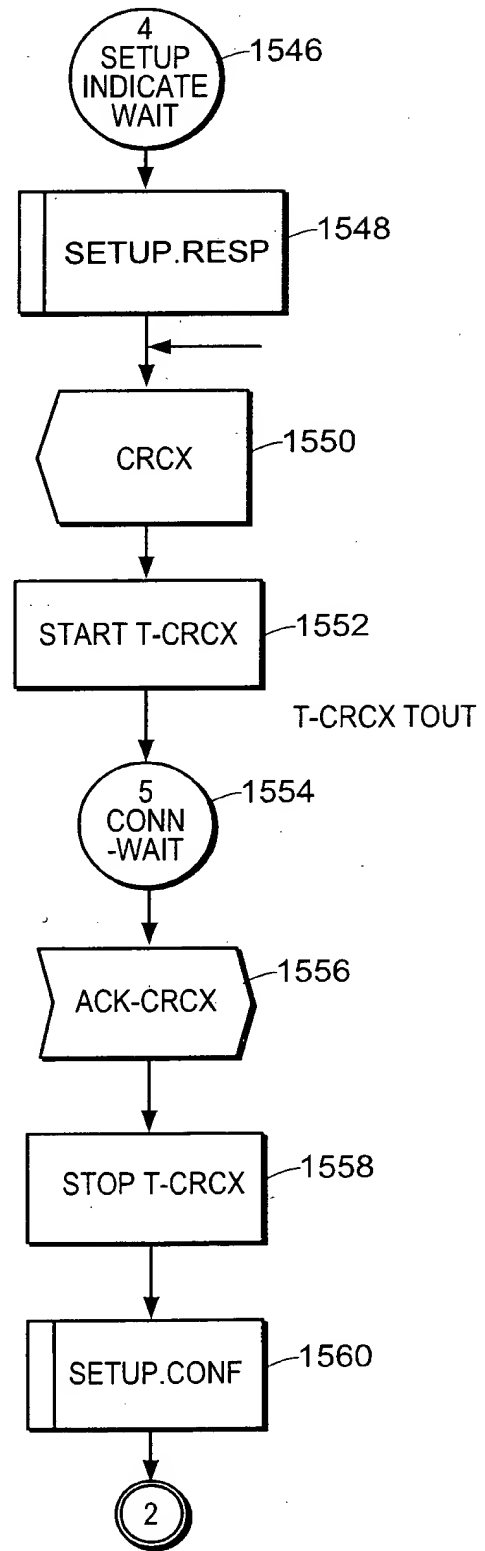 4
SETUP
INDICATE
WAIT
1546
SETUP.RESP
1548
CRCX
1550
START T-CRCX
1552
T-CRCX TOUT
5
CONN
-WAIT
1554
ACK-CRCX
1556
STOP T-CRCX
1558
SETUP.CONF
1560
2